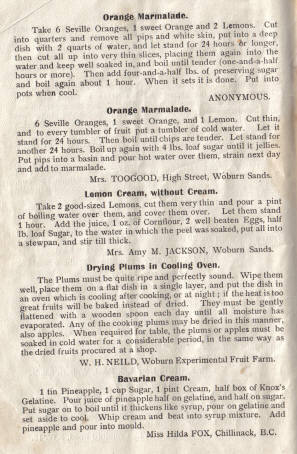 Orange Marmalade.
Take 6 Seville Oranges, 1 sweet Orange and 2 Lemons. Cut
into quarters and remove all pips and white skin, put into a deep
dish with 2 quarts of water, and let stand for 24 hours or longer,
then cut all up into very thin slices, placing them again into the
water and keep well soaked in, and boil until tender (one-and-a-half
hours or more). Then add four-and-a-half lbs. of preserving sugar
and boil again about 1 hour. When it sets it is done. Put into
pots when cool.
ANONYMOUS.
Orange Marmalade.
6 Seville Oranges, 1 sweet Orange, and 1 Lemon. Cut thin,
and to every tumbler of fruit put a tumbler of cold water. Let it
stand for 24 hours. Then boil until chips are tender. Let stand for
another 24 hours. Boil up again with 4 lbs. loaf sugar until it jellies.
Put pips into a basin and pour hot water over them, strain next day
and add to marmalade.
Mrs. TOOGOOD, High Street, Woburn Sands.
Lemon Cream, without Cream.
Take 2 good-sized Lemons, cut them very thin and pour a pint
of boiling water over them, and cover them over. Let them stand
1 hour. Add the juice, 1 oz. of Cornflour, 2 well-beaten Eggs, half
lb. loaf Sugar, to the water in which the peel was soaked, put all into
a stewpan, and stir till thick.
Mrs. Amy M. JACKSON, Woburn Sands.
Drying Plums in Cooling Oven.
The Plums must be quite ripe and perfectly sound. Wipe them
well, place them on a flat dish in a single layer, and put the dish in
an oven which is cooling after cooking, or at night; if the heat is too
great fruits will be baked instead of dried. They must be gently
flattened with a wooden spoon each day until all moisture has
evaporated. Any of the cooking plums may be dried in this manner,
also apples. When required for table, the plums or apples must be
soaked in cold water for a considerable period, in the same way as
the dried fruits procured at a shop.
W. H. NEILD, Woburn Experimental Fruit Farm.
Bavarian Cream.
1 tin Pineapple, 1 cup Sugar, 1 pint Cream, half box of Knox's
Gelatine. Pour juice of pineapple half on gelatine, and half on sugar.
Put sugar on to boil until it thickens like syrup, pour on gelatine and
set aside to cool. Whip cream and beat into syrup mixture. Add
pineapple and pour into mould.
Miss Hilda FOX, Chillinack, B.C.